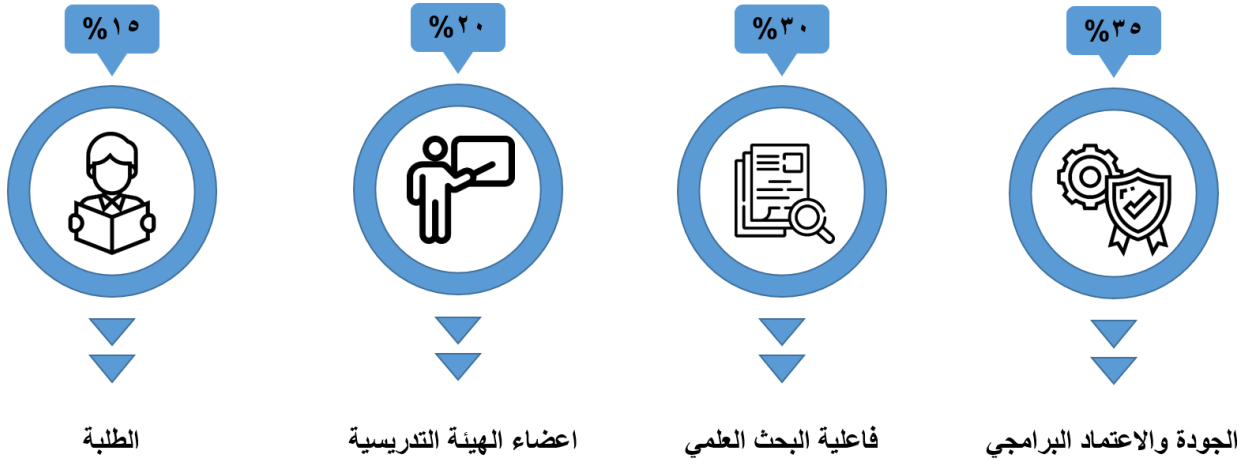 %٣٥
%٣٠
%٢٠
%١٥
الجودة والاعتماد البرامجي
فاعلية البحث العلمي
اعضاء الهيئة التدريسية
الطلبة